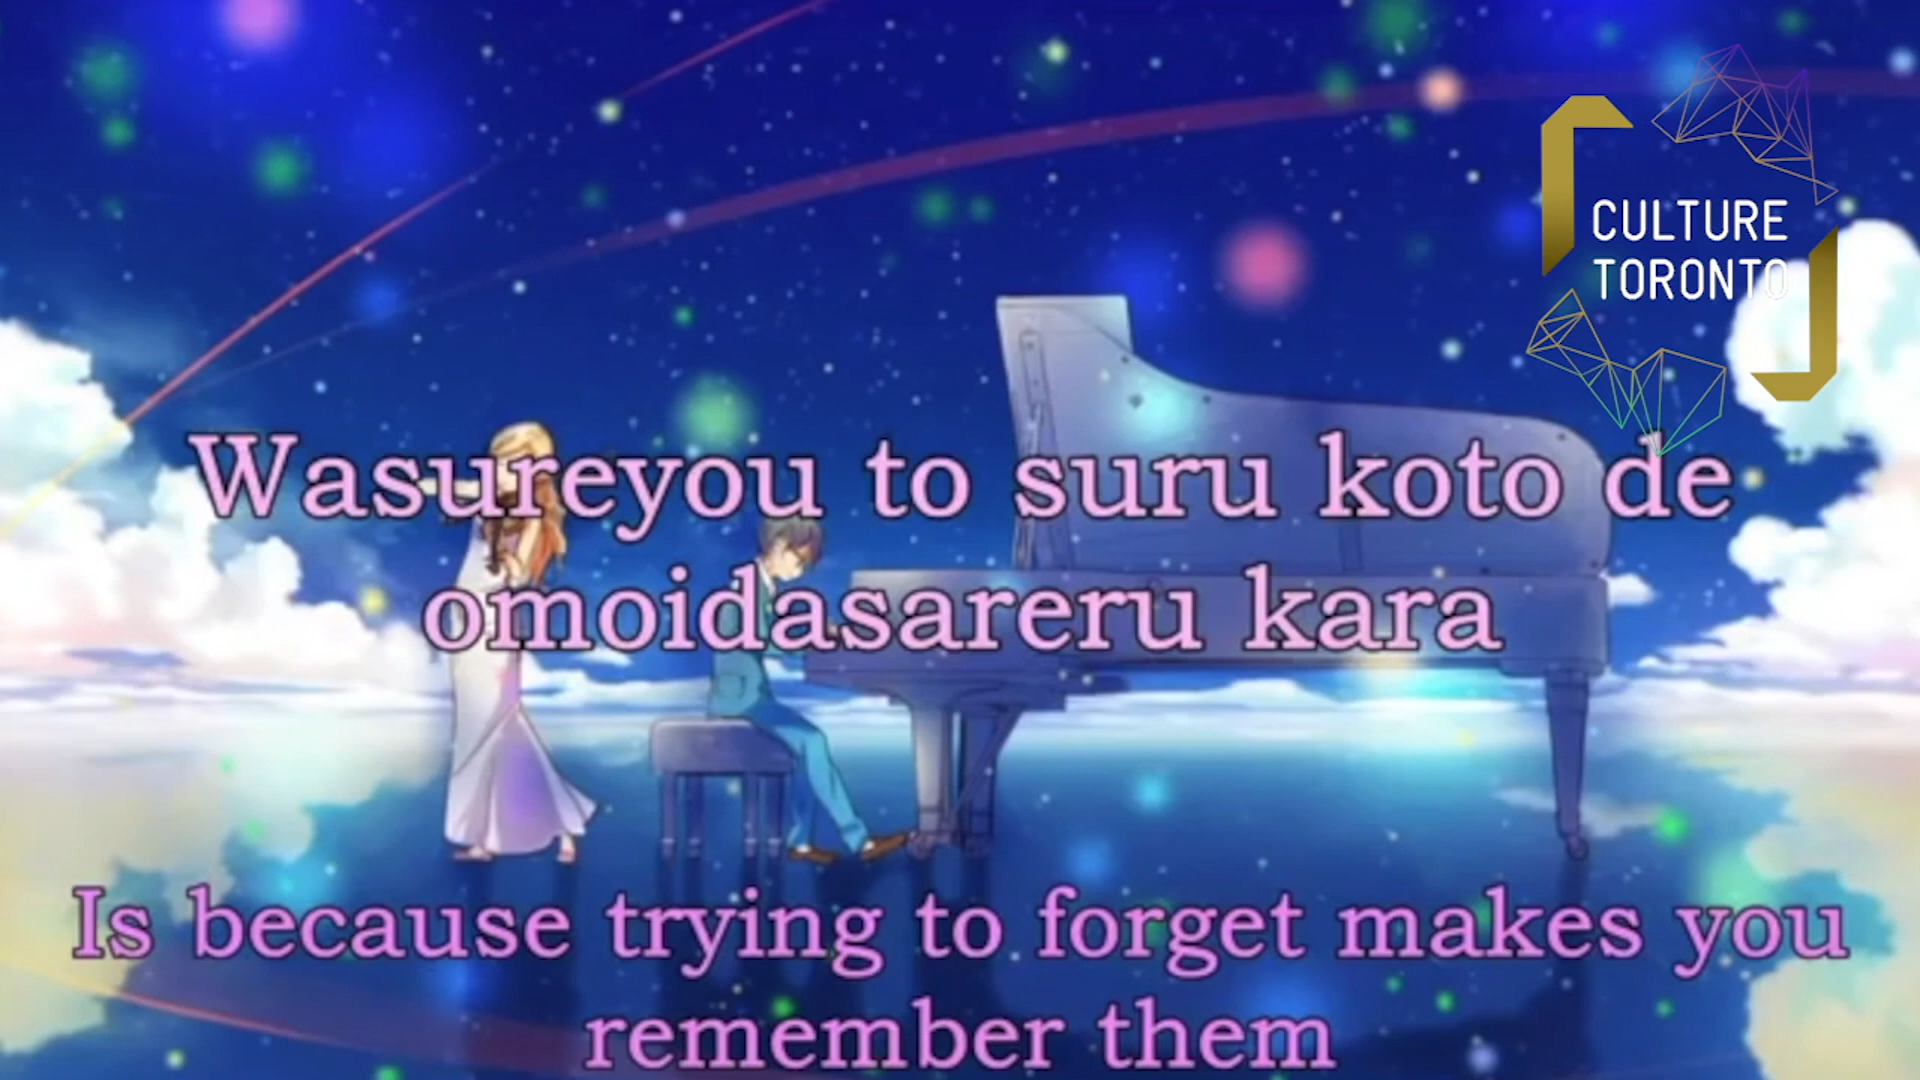 CULTURE
TORONTO
Wasureyou to suru koto de
omoidasareru kara
Is because trying to forget makes you
remember them